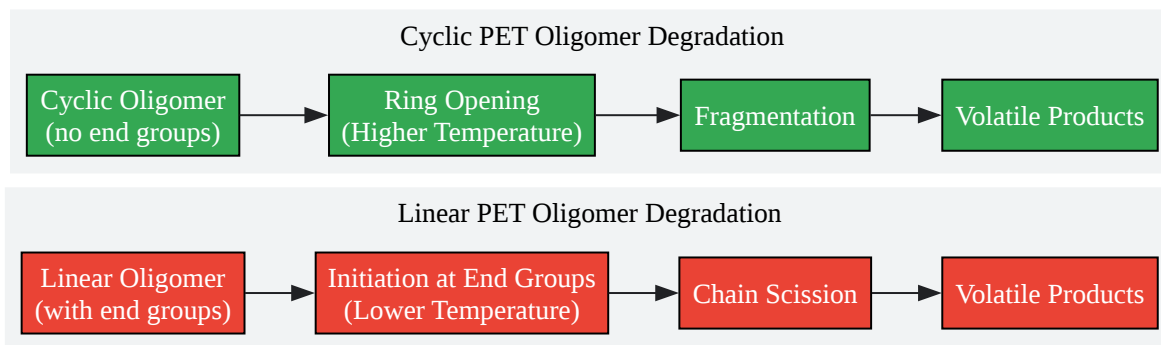 Cyclic PET Oligomer Degradation
Cyclic Oligomer
(no end groups)
Ring Opening
(Higher Temperature)
Fragmentation
Volatile Products
Linear PET Oligomer Degradation
Linear Oligomer
(with end groups)
Initiation at End Groups
(Lower Temperature)
Chain Scission
Volatile Products